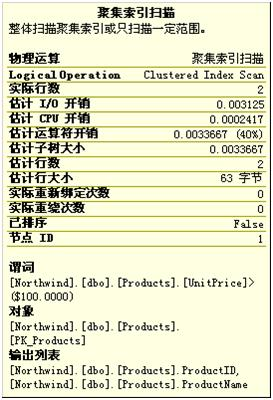 聚集索引扫描
整体扫描聚集索引或只扫描一定范围。
物理运算 聚集索引扫描
Logical Operation Clustered Index Scan
实际行数 2
估计 I/O 开销 0.003125
估计 CPU 开销 0.0002417
估计运算符开销 0.0033667 (40%)
估计子树大小 0.0033667
估计行数 2
估计行大小 63 字节
实际重新绑定次数 0
实际重绕次数 0
已排序 False
节点 ID 1
谓词
[Northwind].[dbo].[Products].[UnitPrice]>
($100.0000)
对象
[Northwind].[dbo].[Products].
[PK_Products]
输出列表
[Northwind].[dbo].[Products].ProductID,
[Northwind].[dbo].[Products].ProductName